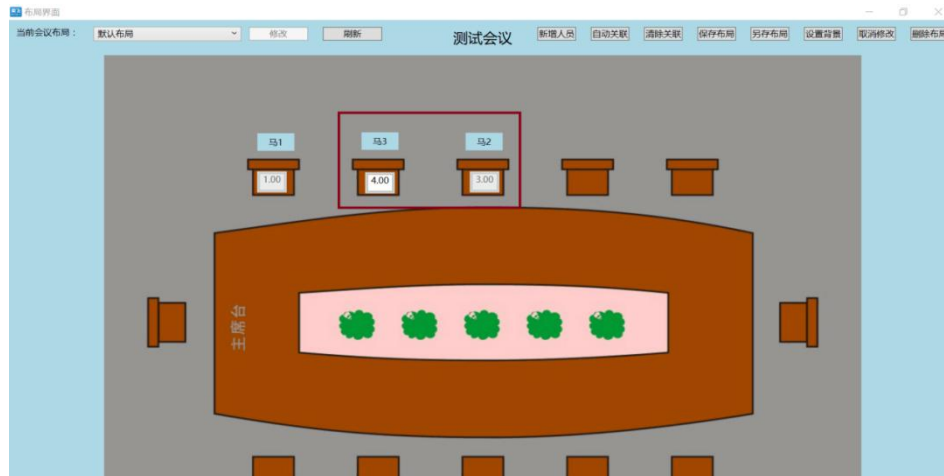 布局界面
当前会议布局： 默认布局 修改 刷新 测试会议 新增人员 自动关联 清除关联 保存布局 另存布局 设置背景 取消修改 删除布局
马1 马3 马2
1.00 4.00 3.00
主席台